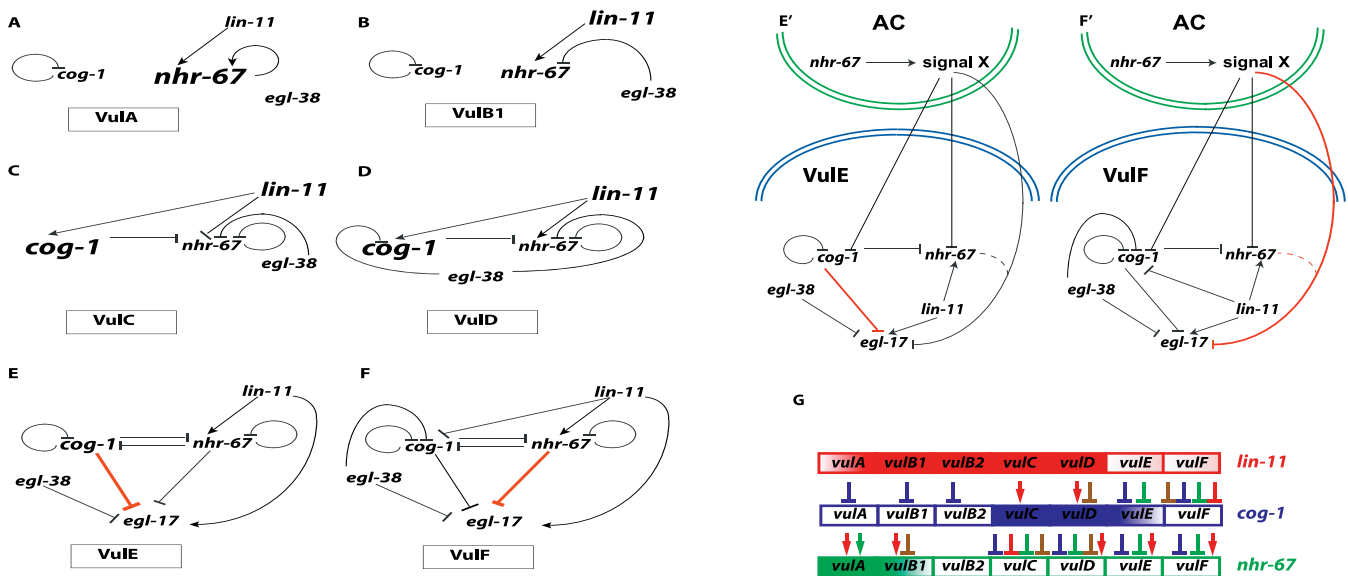 A
lin-11
cog-1
nhr-67
egl-38
VulA
B
lin-11
cog-1
nhr-67
egl-38
VulB1
C
lin-11
cog-1
nhr-67
egl-38
VulC
D
lin-11
cog-1
nhr-67
egl-38
VulD
E
lin-11
cog-1
nhr-67
egl-38
egl-17
VulE
F
lin-11
cog-1
nhr-67
egl-38
egl-17
VulF
E'
AC
nhr-67
signal X
VulE
cog-1
nhr-67
egl-38
lin-11
egl-17
F'
AC
nhr-67
signal X
VulF
cog-1
nhr-67
egl-38
lin-11
egl-17
G
vulA vulB1 vulB2 vulC vulD vulE vulF lin-11
vulA vulB1 vulB2 vulC vulD vulE vulF cog-1
vulA vulB1 vulB2 vulC vulD vulE vulF nhr-67